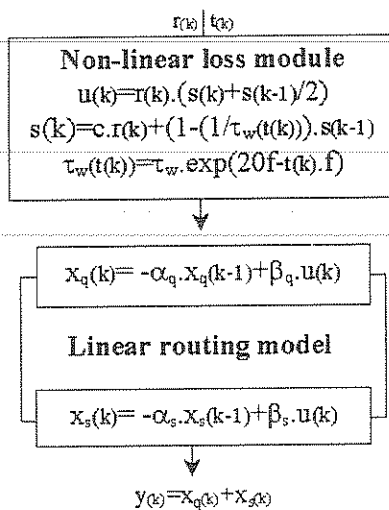 r(k) t(k)
Non-linear loss module
u(k)=r(k).(s(k)+s(k-1)/2)
s(k)=c.r(k)+(1-(1/τw(t(k))).s(k-1)
τw(t(k))=τw.exp(20f-t(k).f)
xq(k)= -αq.xq(k-1)+βq.u(k)
Linear routing model
xs(k)= -αs.xs(k-1)+βs.u(k)
y(k)=xq(k)+xs(k)